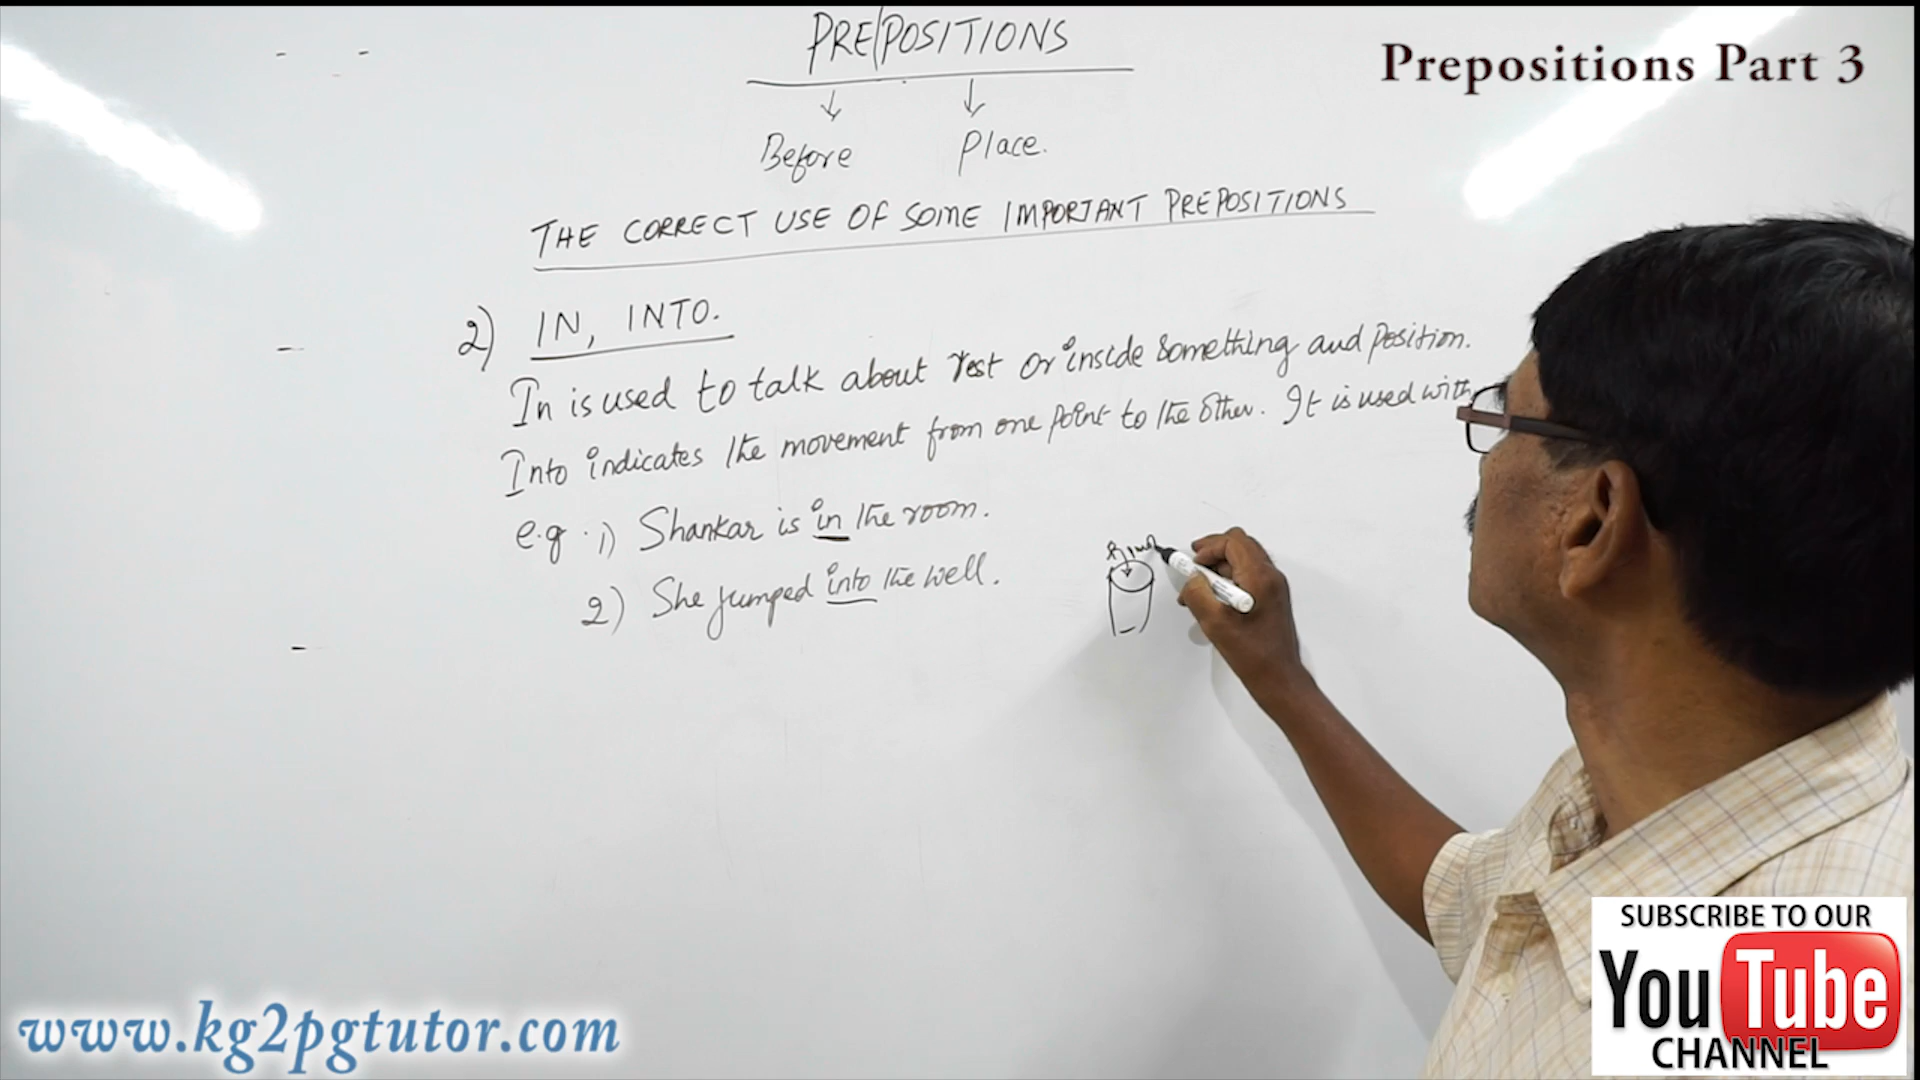 PRE/POSITIONS
Prepositions Part 3
Before Place.
THE CORRECT USE OF SOME IMPORTANT PREPOSITIONS
2) IN, INTO.
In is used to talk about rest or inside something and position.
Into indicates the movement from one point to the other. It is used with
e.g. 1) Shankar is in the room.
2) She jumped into the well.
SUBSCRIBE TO OUR
YouTube
CHANNEL
www.kg2pgtutor.com